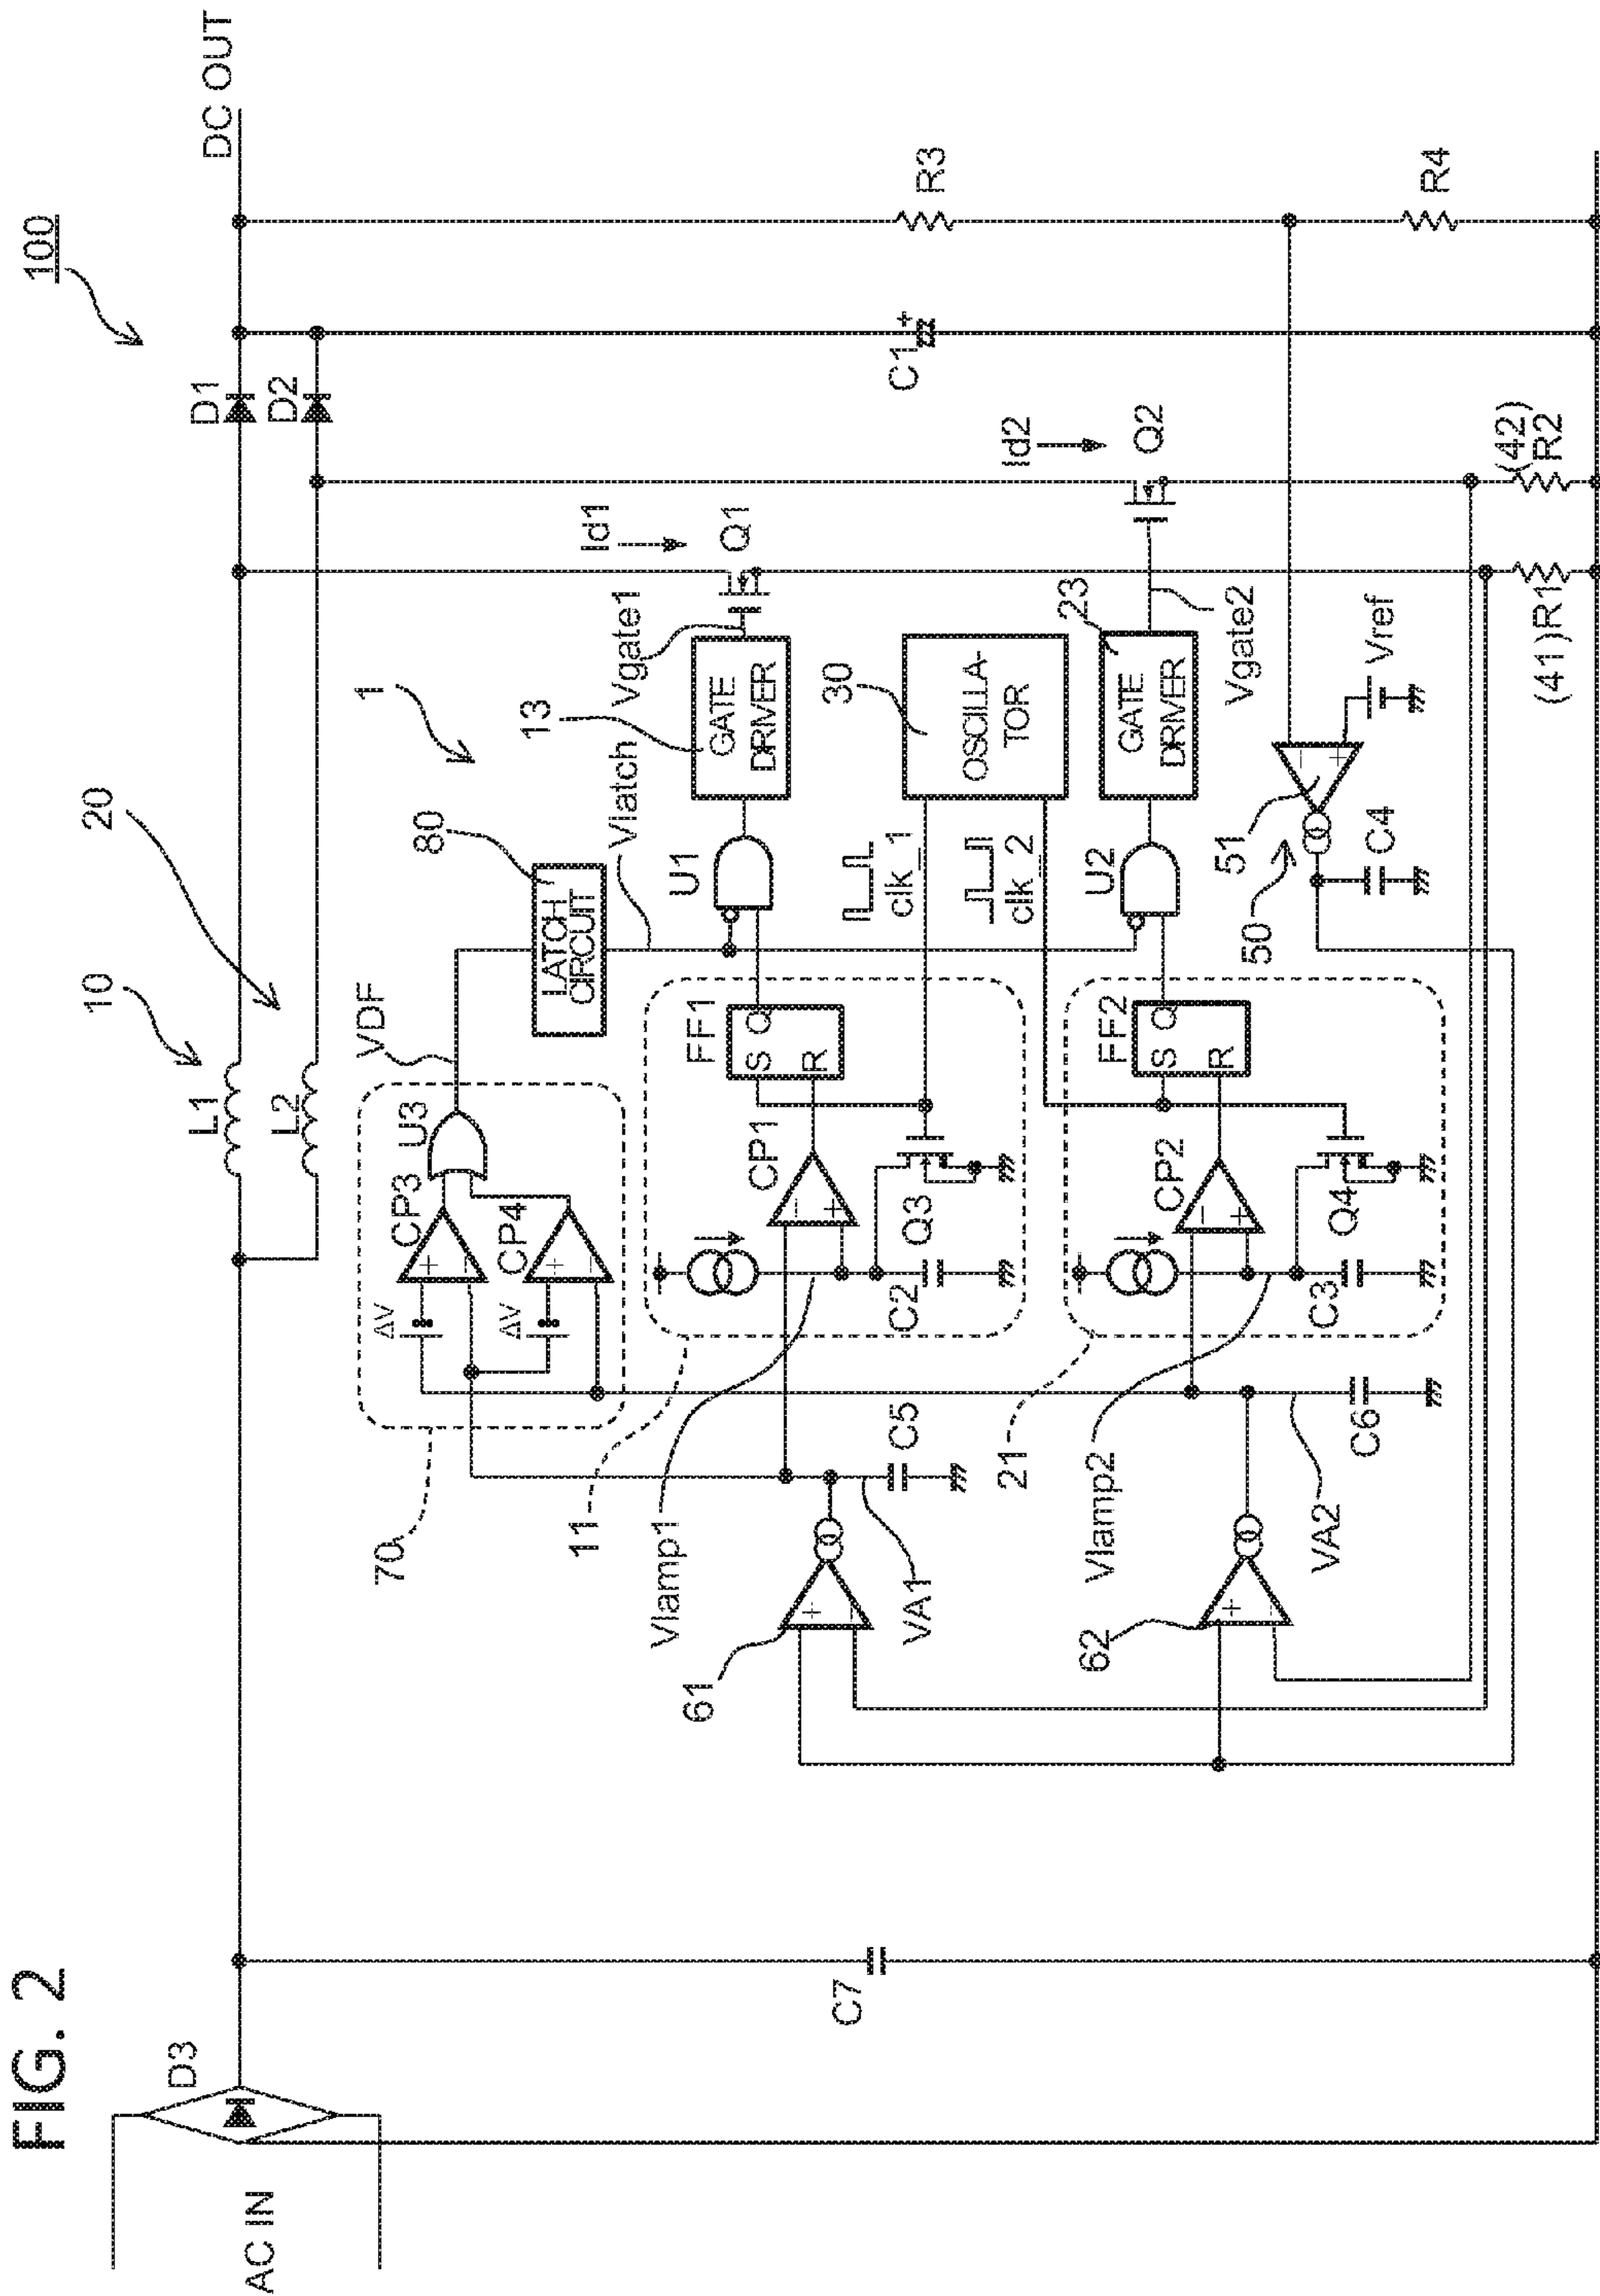 FIG. 2
100
AC IN
D3
DC OUT
10
20
L1
L2
D1
D2
C7
C1
+
R3
R4
1
70
VDF
80
LATCH
CIRCUIT
Vlatch
CP3
+
−
CP4
+
−
U3
ΔV
ΔV
11
Vlamp1
CP1
−
+
FF1
S
Q
R
C2
Q3
U1
13
GATE
DRIVER
Vgate1
Id1
Q1
30
OSCILLA-
TOR
clk_1
clk_2
21
Vlamp2
CP2
−
+
FF2
S
Q
R
C3
Q4
U2
23
GATE
DRIVER
Vgate2
Id2
Q2
61
+
−
VA1
C5
62
+
−
VA2
C6
50
51
−
+
C4
Vref
(41)R1
(42)
R2